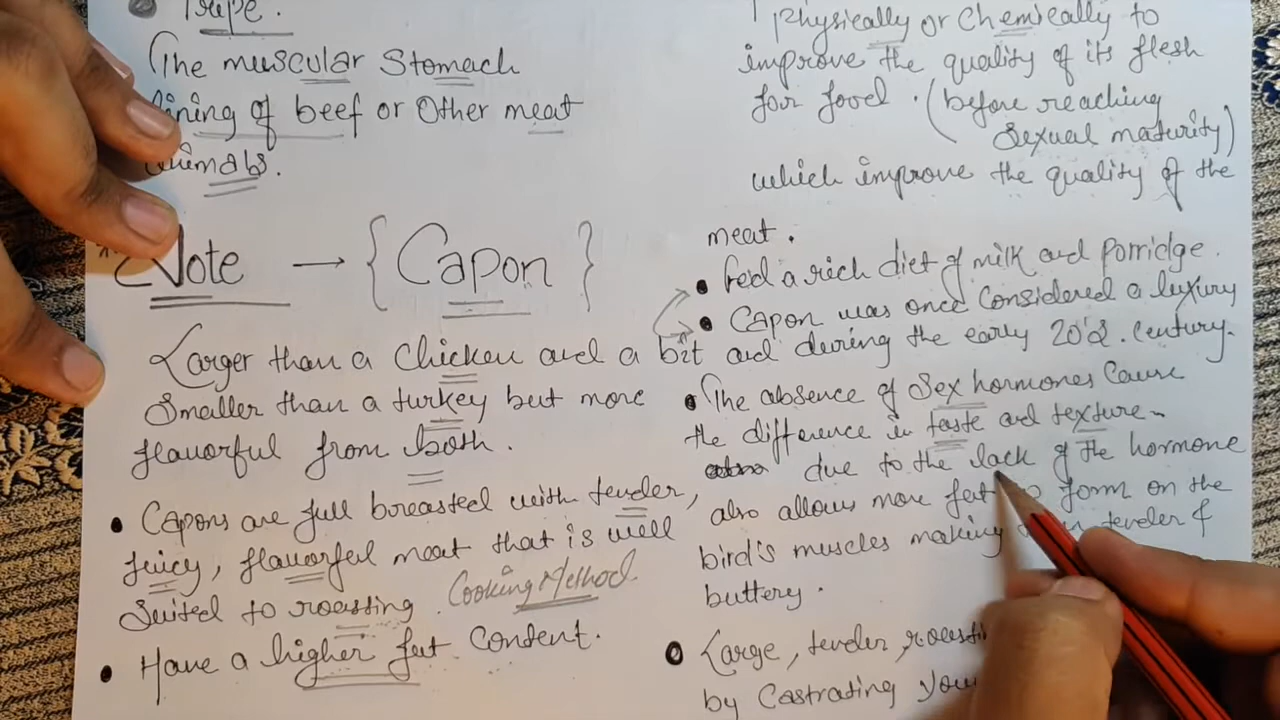 Tripe.
The muscular Stomach
lining of beef or Other meat
animals.
Note → { Capon }
Larger than a Chicken and a bit
Smaller than a turkey but more
flavorful from both.
• Capons are full breasted with tender,
juicy, flavorful meat that is well
Suited to roasting. Cooking Method
• Have a higher fat Content.
physically or Chemically to
improve the quality of its flesh
for food. (before reaching
Sexual maturity)
which improve the quality of the
meat.
• Feed a rich diet of milk and Porridge.
• Capon was once Considered a luxury
and during the early 20's. Century.
• The absence of Sex hormones Cause
the difference in taste and texture
due to the lack of the hormone
also allows more fat to form on the
bird's muscles making tender &
buttery.
• Large, tender,
by Castrating